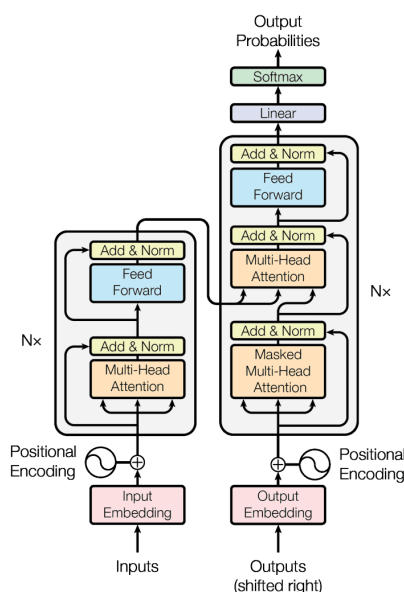 Output
Probabilities
Softmax
Linear
Add & Norm
Feed
Forward
Add & Norm
Multi-Head
Attention
Nx
Add & Norm
Masked
Multi-Head
Attention
Positional
Encoding
Output
Embedding
Outputs
(shifted right)
Add & Norm
Feed
Forward
Nx
Add & Norm
Multi-Head
Attention
Positional
Encoding
Input
Embedding
Inputs